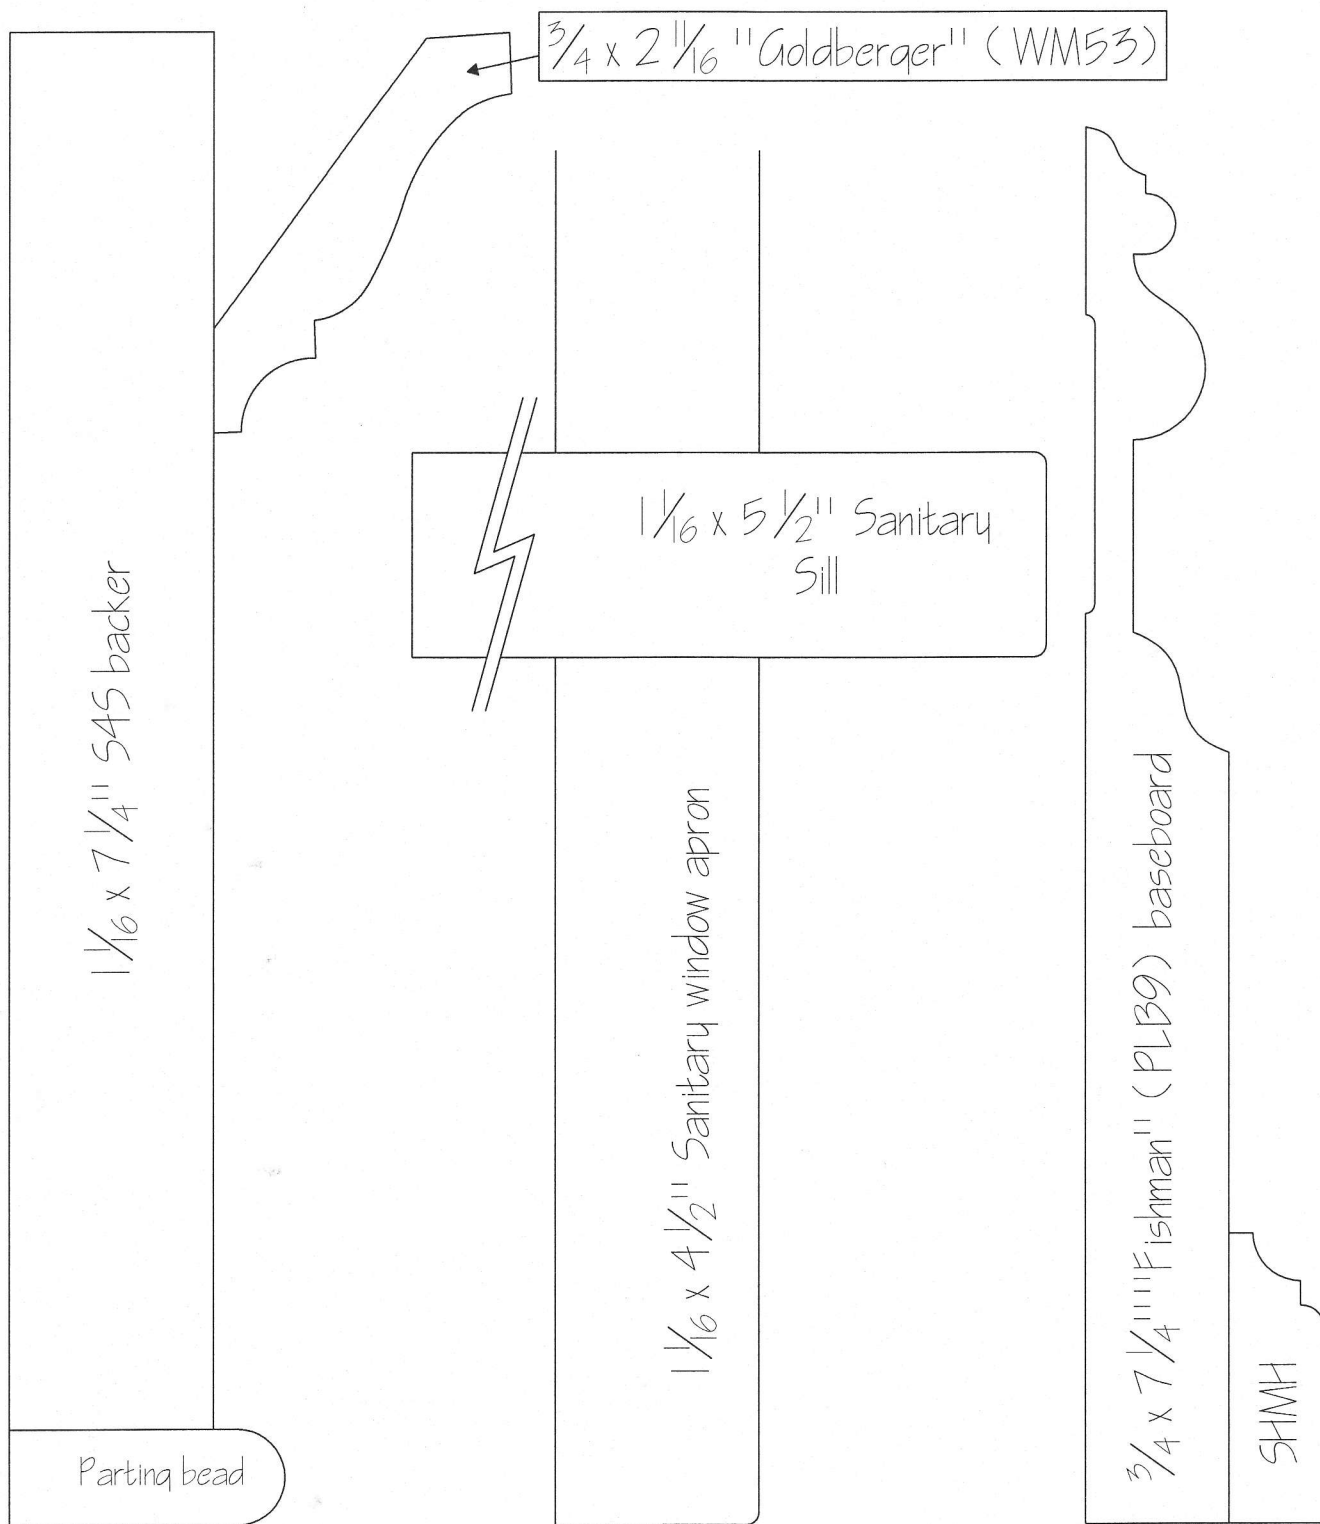 3/4 x 2 11/16 "Goldberger" (WM53)
1 1/16 x 5 1/2" Sanitary
Sill
1 1/16 x 7 1/4" S4S backer
1 1/16 x 4 1/2" Sanitary window apron
3/4 x 7 1/4""Fishman" (PLB9) baseboard
SHMH
Parting bead